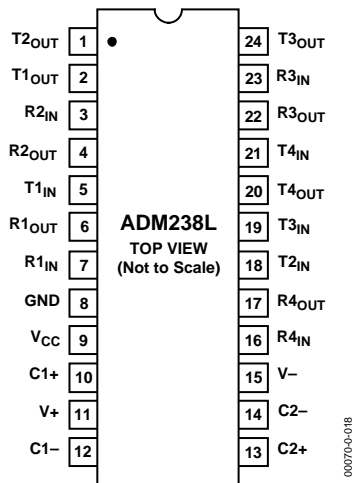 T2OUT 1 24 T3OUT
T1OUT 2 23 R3IN
R2IN 3 22 R3OUT
R2OUT 4 21 T4IN
T1IN 5 20 T4OUT
R1OUT 6 ADM238L 19 T3IN
TOP VIEW
R1IN 7 (Not to Scale) 18 T2IN
GND 8 17 R4OUT
VCC 9 16 R4IN
C1+ 10 15 V–
V+ 11 14 C2–
C1– 12 13 C2+
00070-0-018